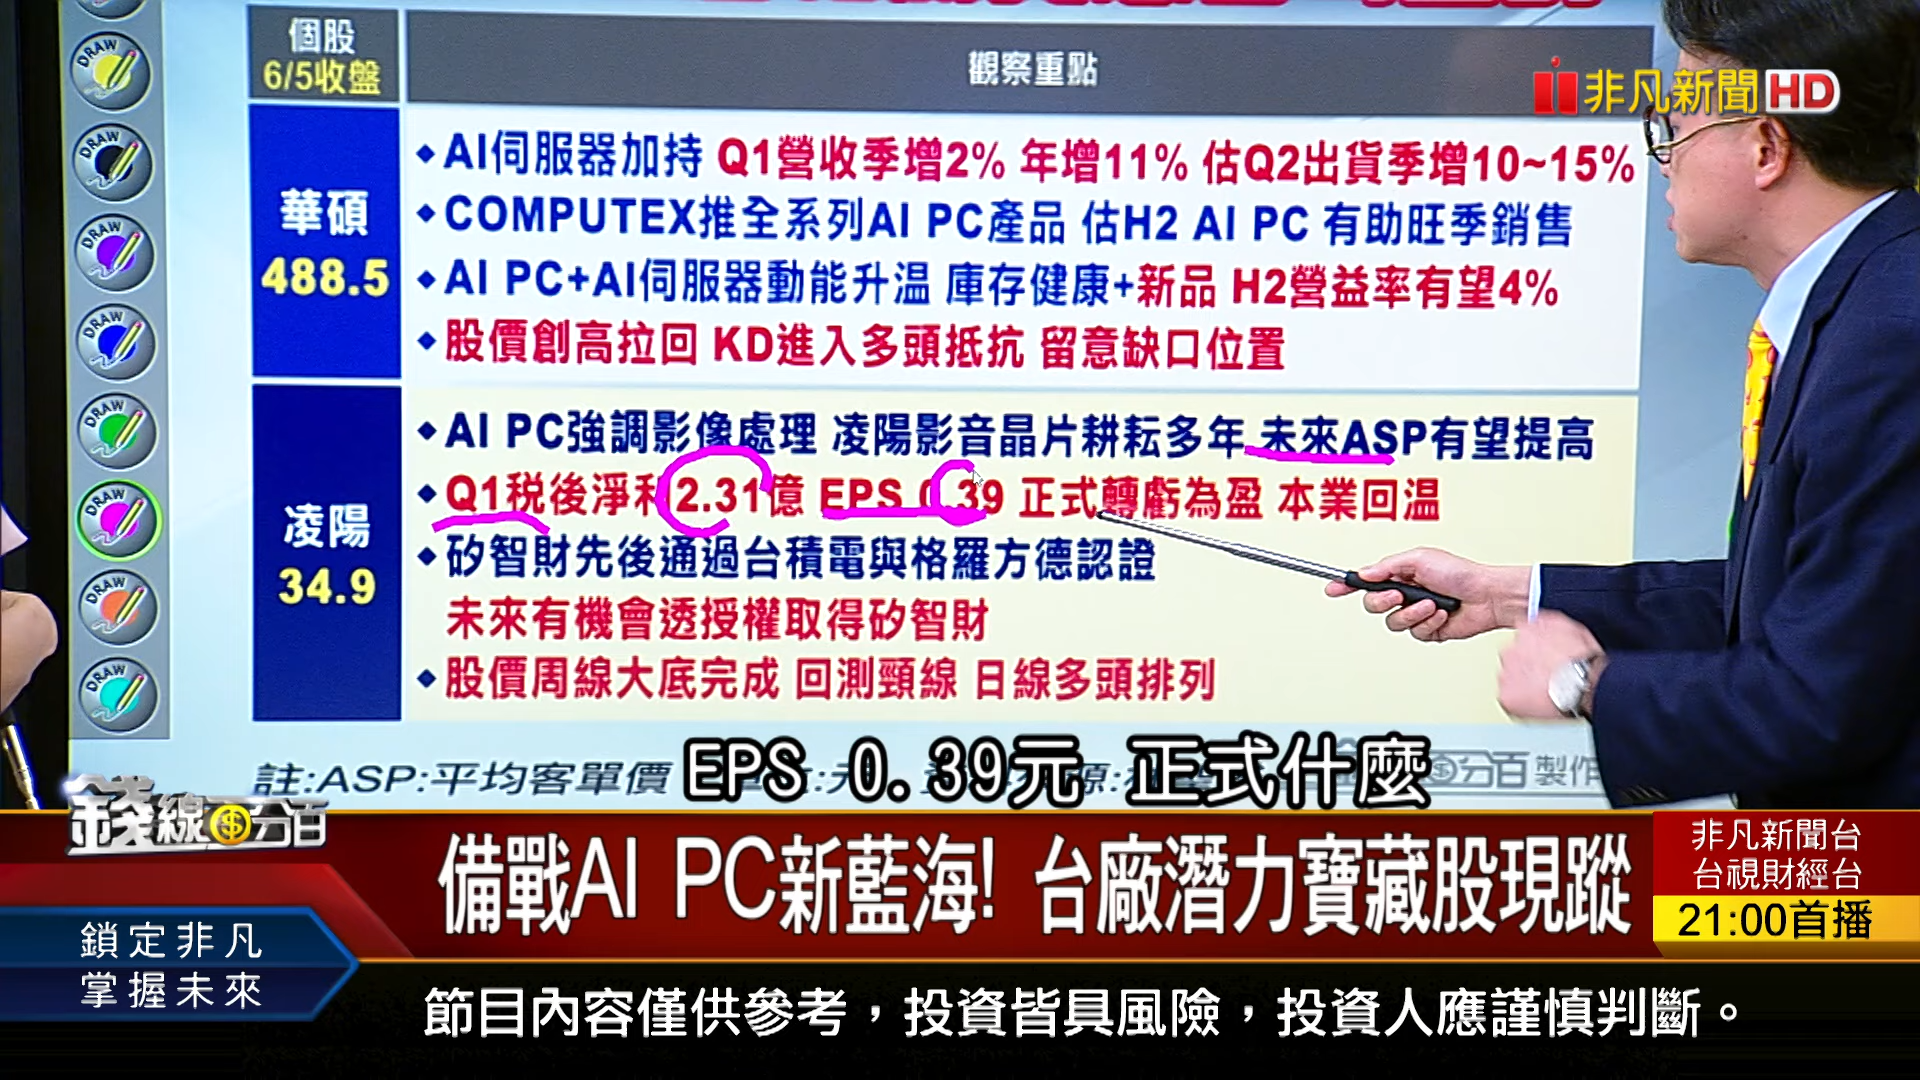 個股
6/5收盤
觀察重點
非凡新聞HD
華碩
488.5
◆AI伺服器加持 Q1營收季增2% 年增11% 估Q2出貨季增10~15%
◆COMPUTEX推全系列AI PC產品 估H2 AI PC 有助旺季銷售
◆AI PC+AI伺服器動能升温 庫存健康+新品 H2營益率有望4%
◆股價創高拉回 KD進入多頭抵抗 留意缺口位置
凌陽
34.9
◆AI PC強調影像處理 凌陽影音晶片耕耘多年 未來ASP有望提高
◆Q1税後淨利2.31億 EPS 0.39 正式轉虧為盈 本業回温
◆矽智財先後通過台積電與格羅方德認證
未來有機會透授權取得矽智財
◆股價周線大底完成 回測頸線 日線多頭排列
DRAW
DRAW
DRAW
DRAW
DRAW
DRAW
DRAW
DRAW
註:ASP:平均客單價
分百製作
EPS 0.39元 正式什麼
錢線百分百
備戰AI PC新藍海! 台廠潛力寶藏股現蹤
非凡新聞台
台視財經台
21:00首播
鎖定非凡
掌握未來
節目內容僅供參考，投資皆具風險，投資人應謹慎判斷。